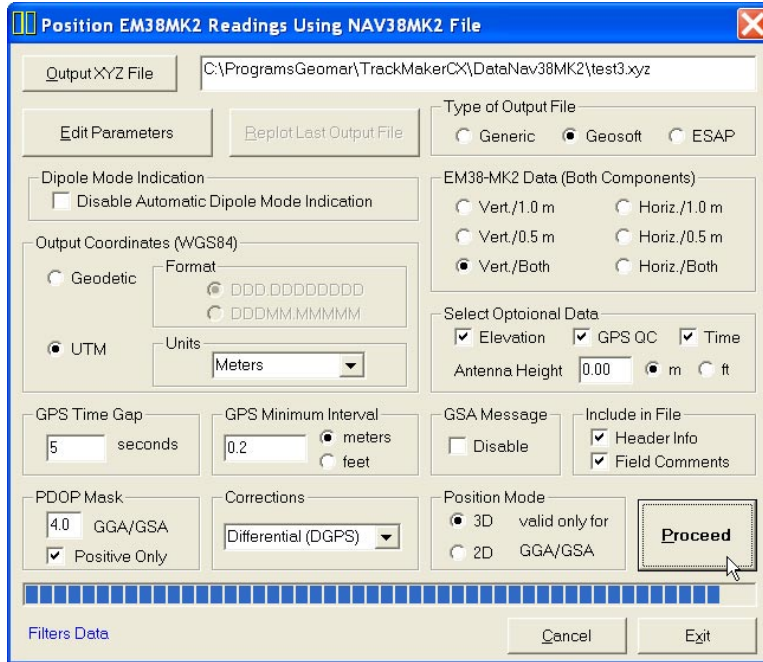 Position EM38MK2 Readings Using NAV38MK2 File
Output XYZ File
C:\ProgramsGeomar\TrackMakerCX\DataNav38MK2\test3.xyz
Edit Parameters
Replot Last Output File
Type of Output File
Generic Geosoft ESAP
Dipole Mode Indication
Disable Automatic Dipole Mode Indication
EM38-MK2 Data (Both Components)
Vert./1.0 m Horiz./1.0 m
Vert./0.5 m Horiz./0.5 m
Vert./Both Horiz./Both
Output Coordinates (WGS84)
Geodetic
Format
DDD.DDDDDDDD
DDDMM.MMMMM
UTM
Units
Meters
Select Optoional Data
Elevation GPS QC Time
Antenna Height 0.00 m ft
GPS Time Gap
5 seconds
GPS Minimum Interval
0.2 meters
feet
GSA Message
Disable
Include in File
Header Info
Field Comments
PDOP Mask
4.0 GGA/GSA
Positive Only
Corrections
Differential (DGPS)
Position Mode
3D valid only for
2D GGA/GSA
Proceed
Filters Data
Cancel
Exit